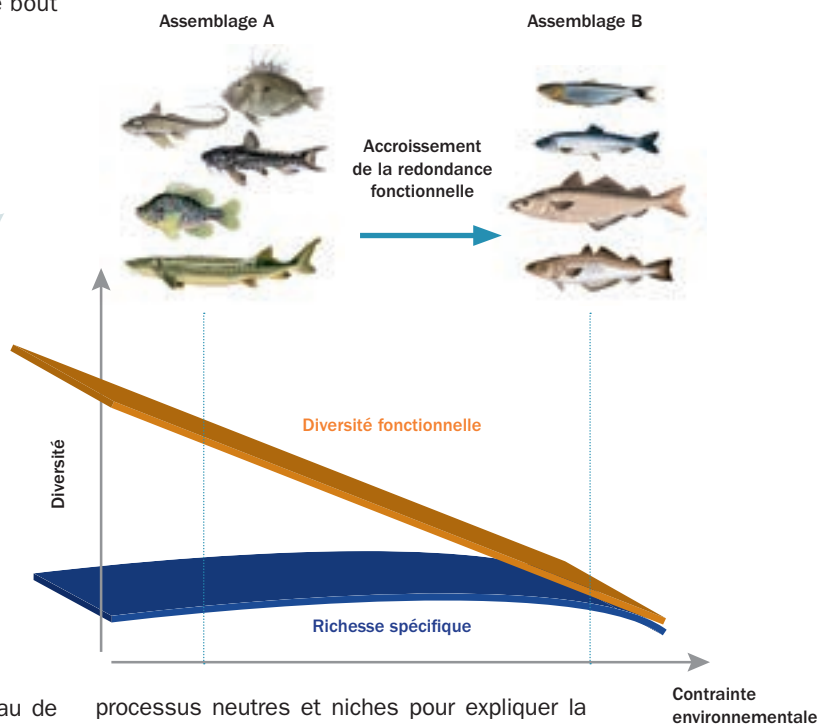 bout
Assemblage A
Assemblage B
Accroissement
de la redondance
fonctionnelle
Diversité fonctionnelle
Diversité
Richesse spécifique
Contrainte
environnementale
au de
processus neutres et niches pour expliquer la